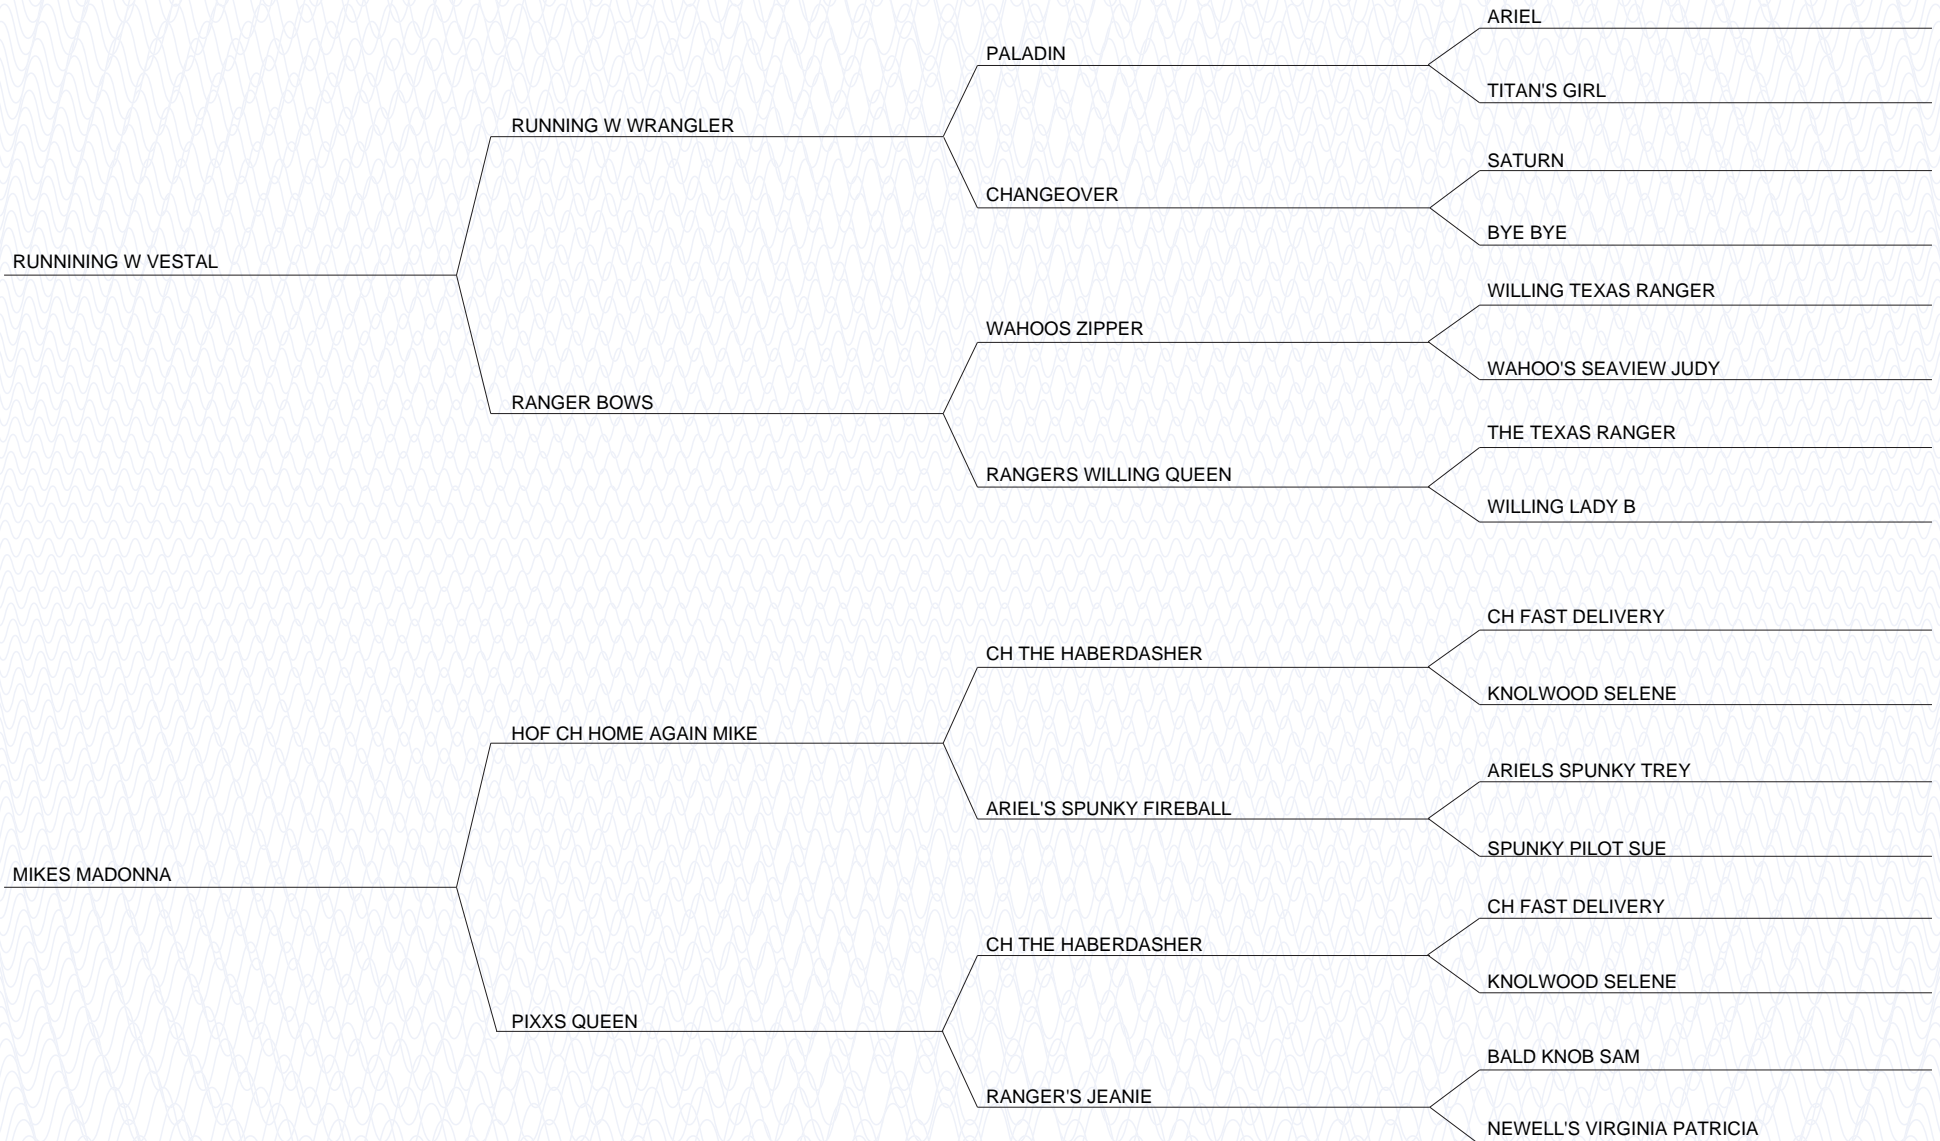 ARIEL
PALADIN
TITAN'S GIRL
RUNNING W WRANGLER
SATURN
CHANGEOVER
BYE BYE
RUNNINING W VESTAL
WILLING TEXAS RANGER
WAHOOS ZIPPER
WAHOO'S SEAVIEW JUDY
RANGER BOWS
THE TEXAS RANGER
RANGERS WILLING QUEEN
WILLING LADY B
CH FAST DELIVERY
CH THE HABERDASHER
KNOLWOOD SELENE
HOF CH HOME AGAIN MIKE
ARIELS SPUNKY TREY
ARIEL'S SPUNKY FIREBALL
SPUNKY PILOT SUE
MIKES MADONNA
CH FAST DELIVERY
CH THE HABERDASHER
KNOLWOOD SELENE
PIXXS QUEEN
BALD KNOB SAM
RANGER'S JEANIE
NEWELL'S VIRGINIA PATRICIA